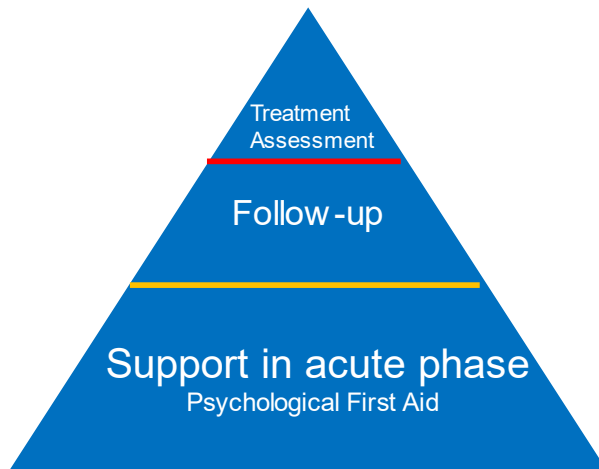 Treatment
Assessment
Follow-up
Support in acute phase
Psychological First Aid